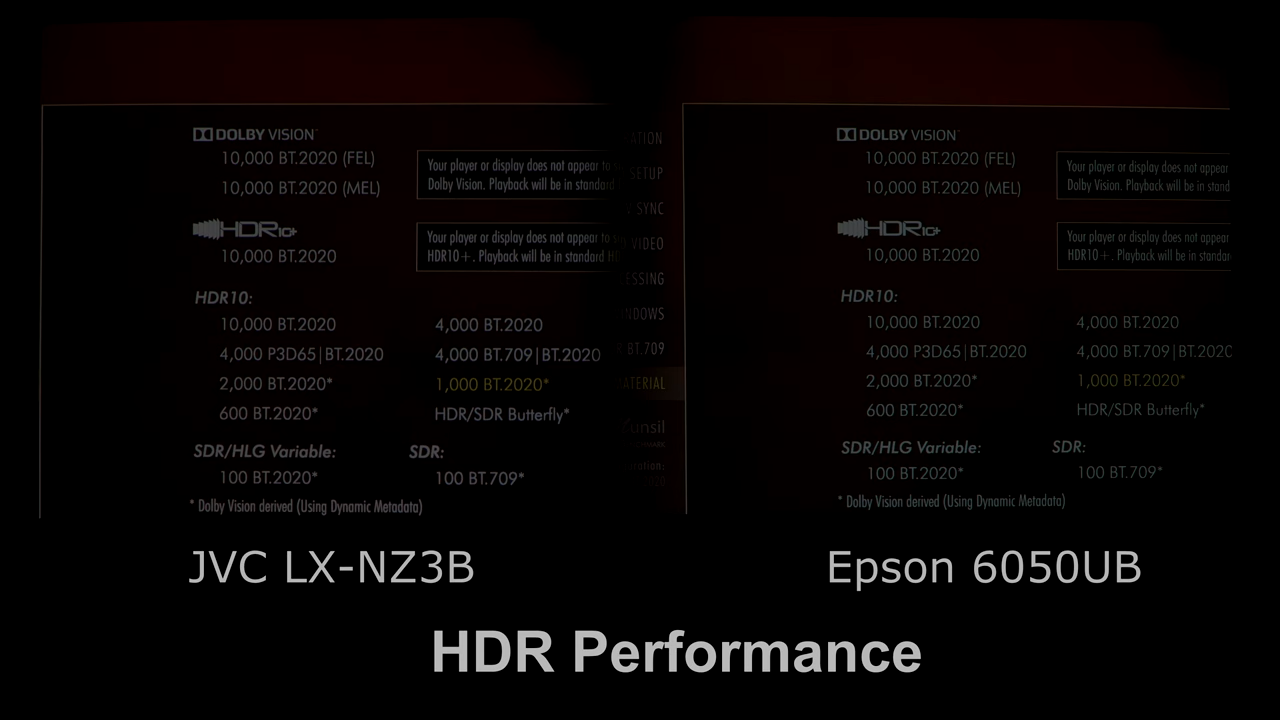 DOLBY VISION™
10,000 BT.2020 (FEL)
10,000 BT.2020 (MEL)
Your player or display does not appear to
Dolby Vision. Playback will be in standard
HDR10+
10,000 BT.2020
Your player or display does not appear to
HDR10+. Playback will be in standard
HDR10:
10,000 BT.2020
4,000 BT.2020
4,000 P3D65|BT.2020
4,000 BT.709|BT.2020
2,000 BT.2020*
1,000 BT.2020*
600 BT.2020*
HDR/SDR Butterfly*
SDR/HLG Variable:
SDR:
100 BT.2020*
100 BT.709*
* Dolby Vision derived (Using Dynamic Metadata)
SETUP
SYNC
VIDEO
BT.709
DOLBY VISION™
10,000 BT.2020 (FEL)
10,000 BT.2020 (MEL)
Your player or display does not appear
Dolby Vision. Playback will be in stand
HDR10+
10,000 BT.2020
Your player or display does not appear
HDR10+. Playback will be in standar
HDR10:
10,000 BT.2020
4,000 BT.2020
4,000 P3D65|BT.2020
4,000 BT.709|BT.2020
2,000 BT.2020*
1,000 BT.2020*
600 BT.2020*
HDR/SDR Butterfly*
SDR/HLG Variable:
SDR:
100 BT.2020*
100 BT.709*
* Dolby Vision derived (Using Dynamic Metadata)
JVC LX-NZ3B
Epson 6050UB
HDR Performance